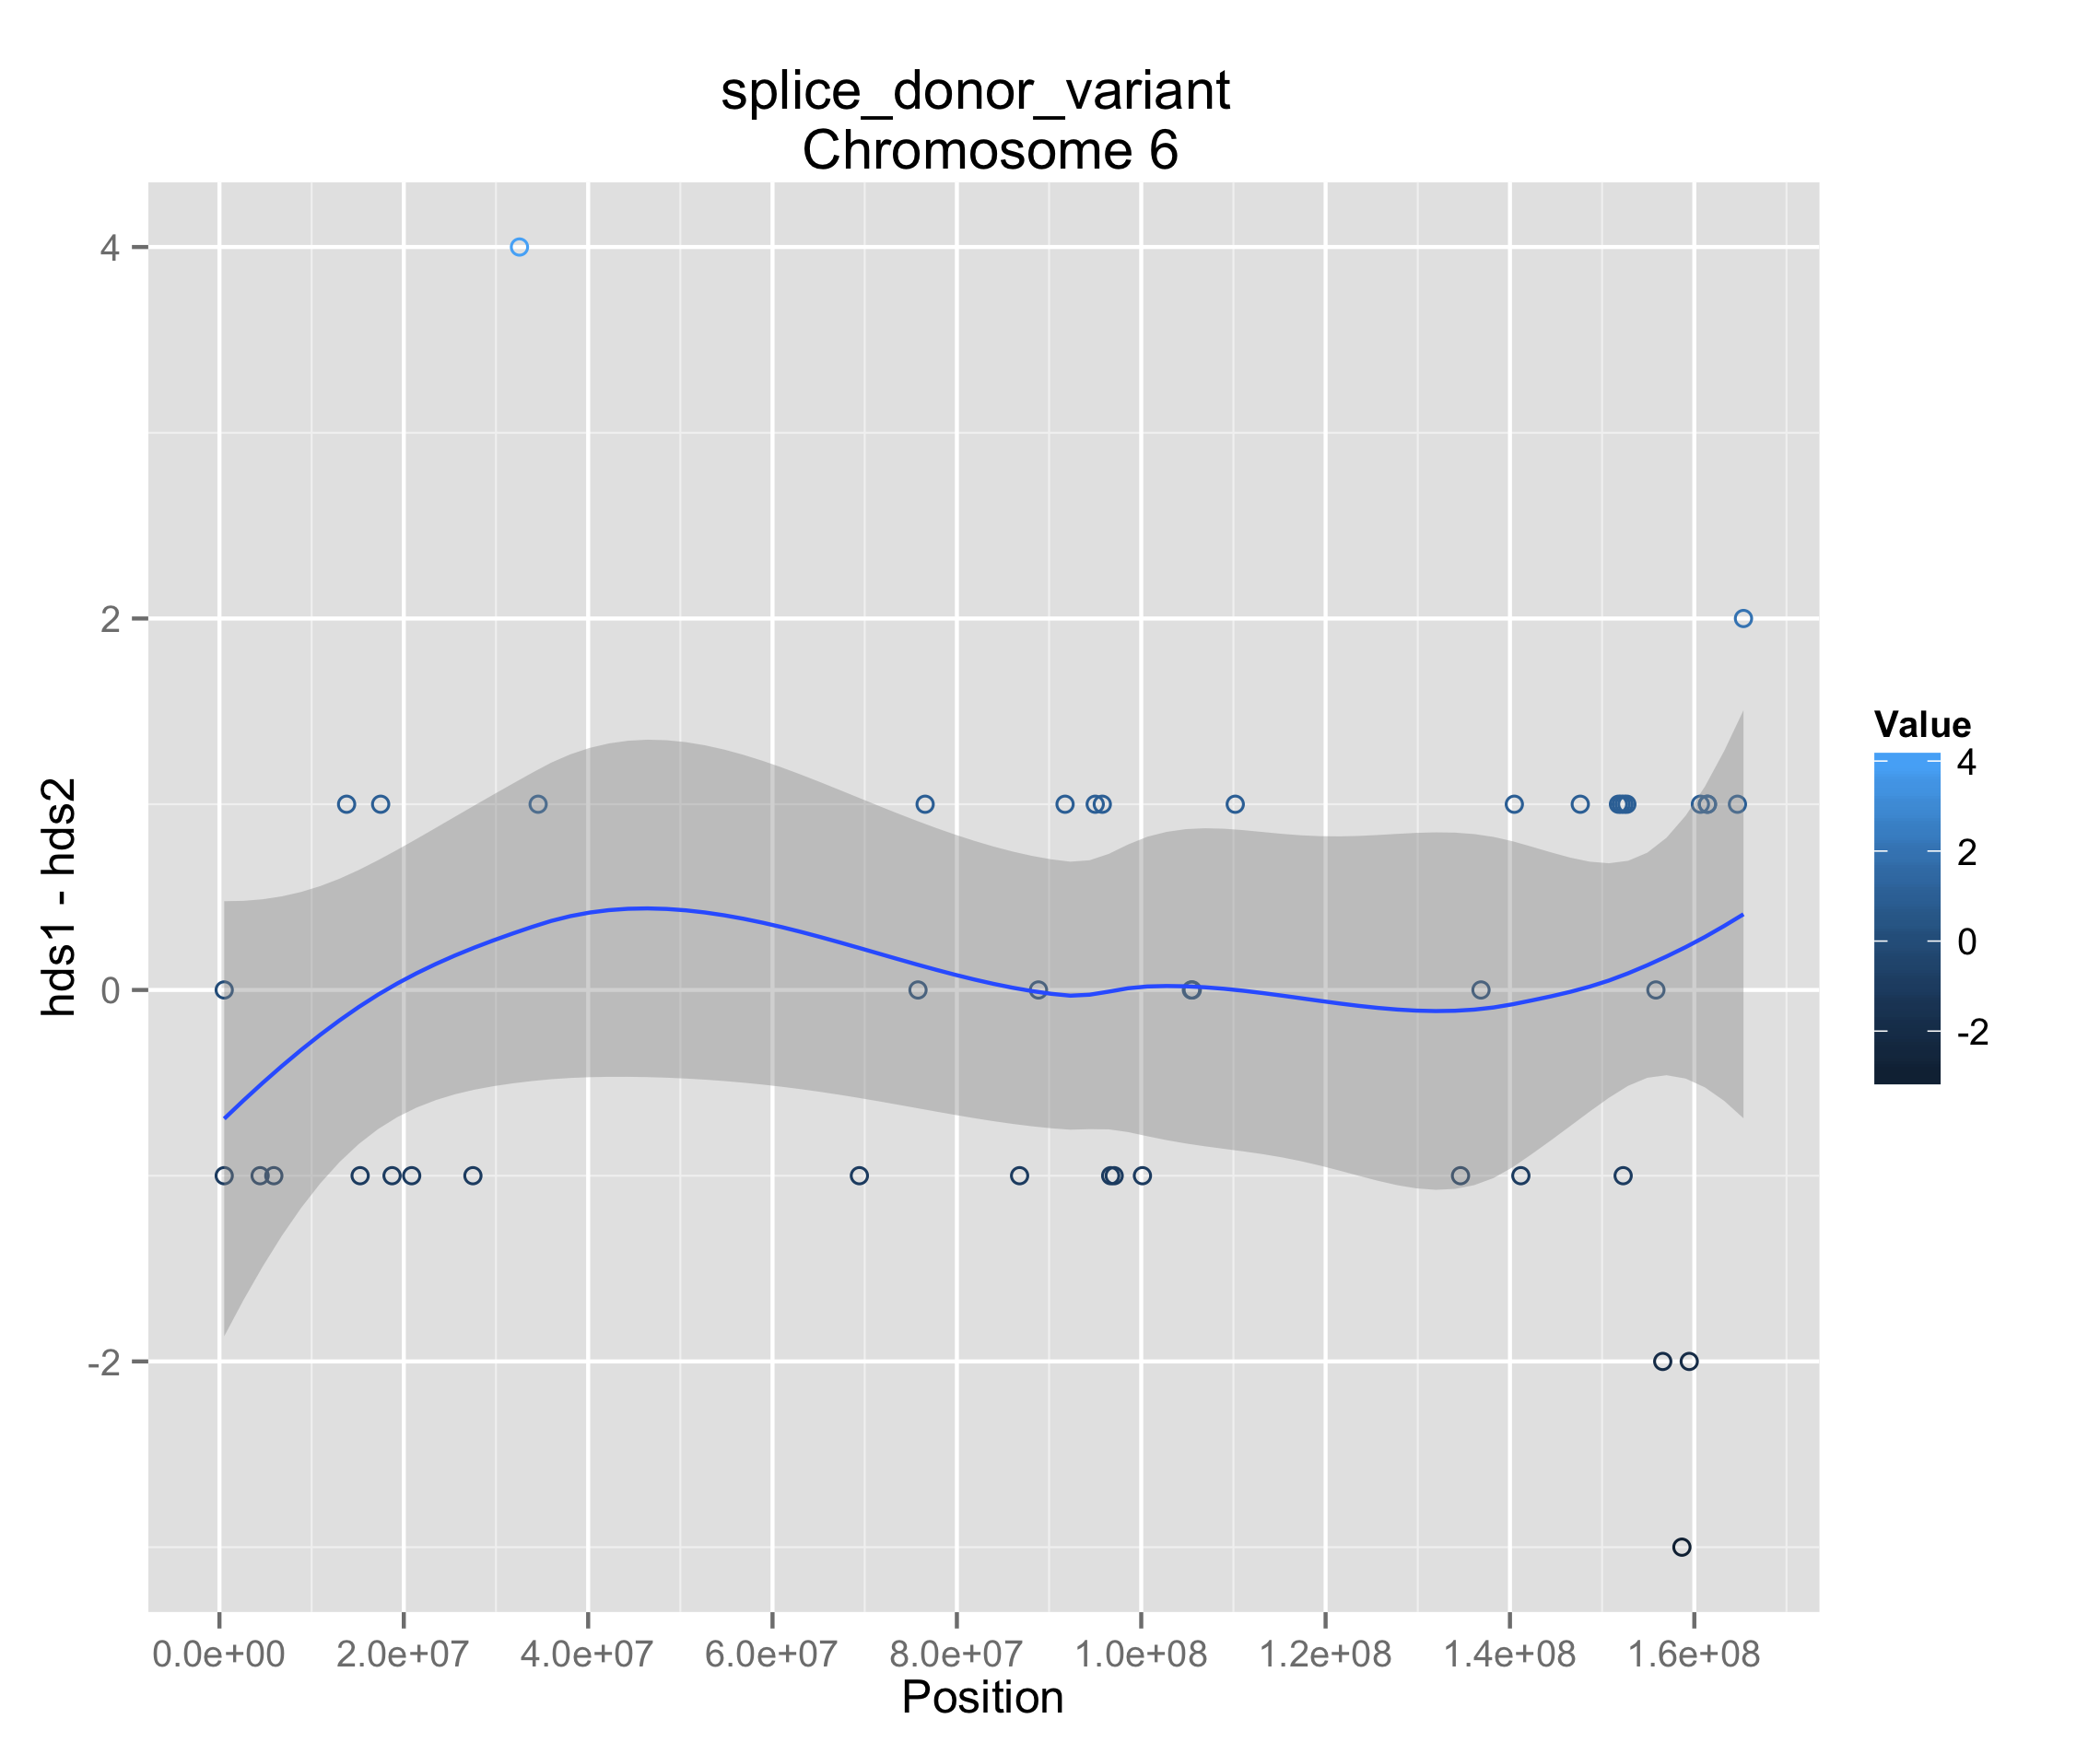 splice_donor_variant
Chromosome 6
hds1 - hds2
4
2
0
-2
0.0e+00 2.0e+07 4.0e+07 6.0e+07 8.0e+07 1.0e+08 1.2e+08 1.4e+08 1.6e+08
Position
Value
4
2
0
-2